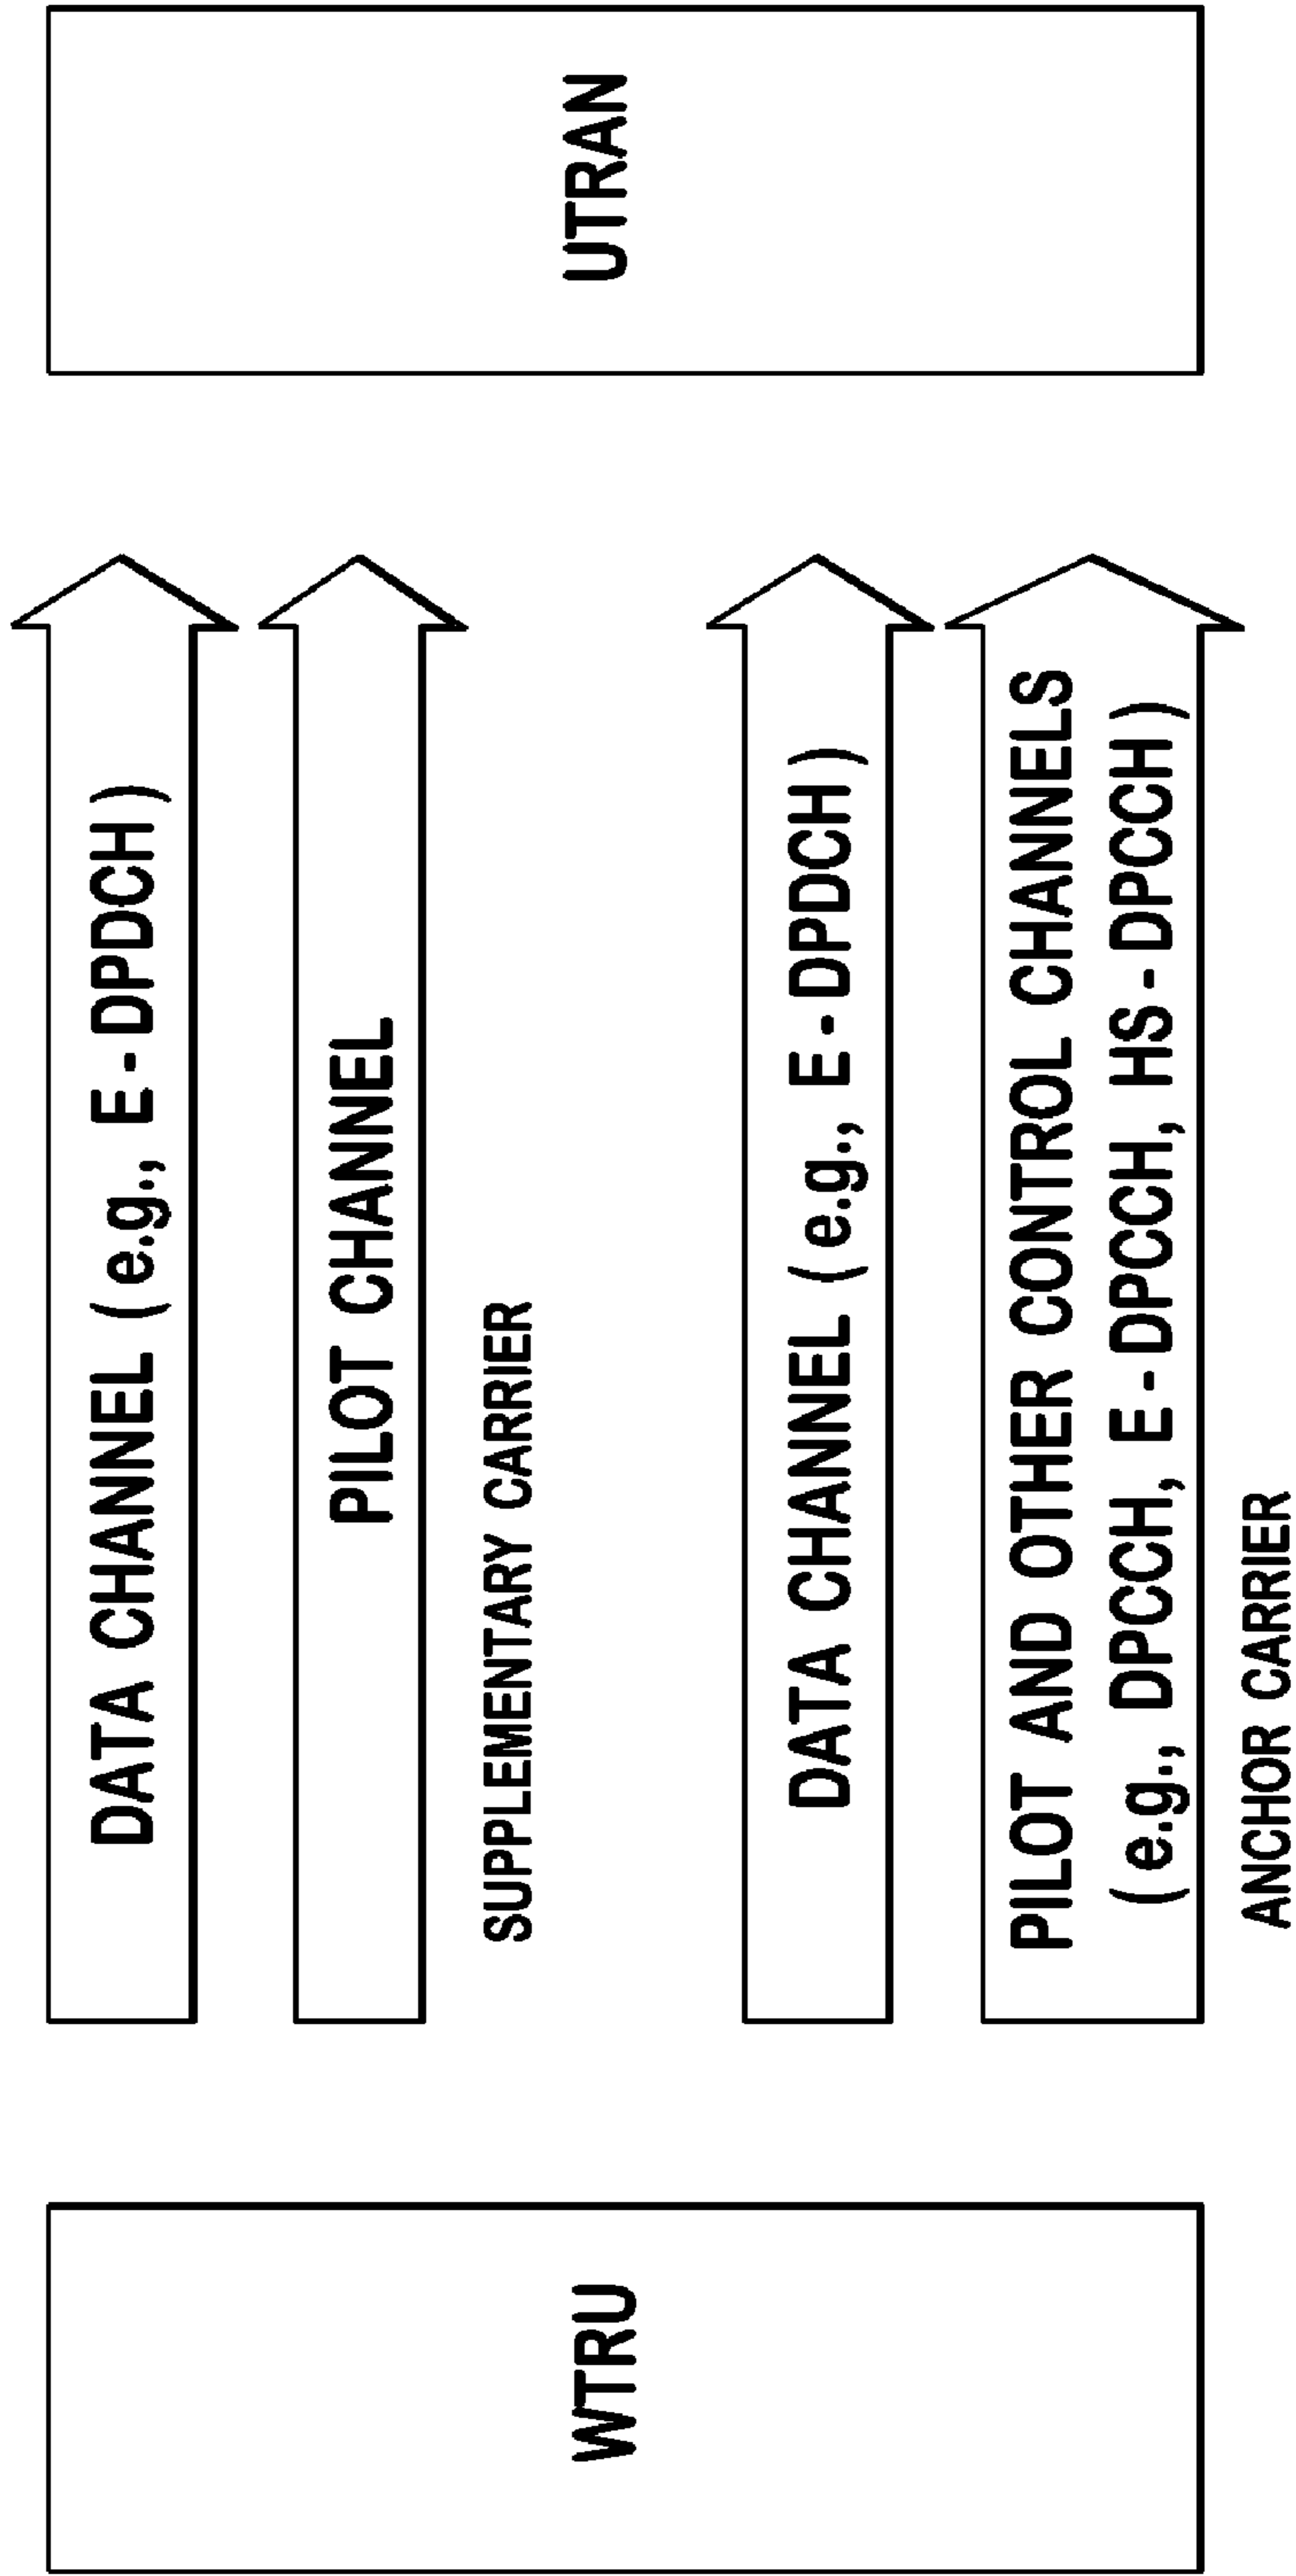 WTRU
DATA CHANNEL (e.g., E-DPDCH)
PILOT CHANNEL
SUPPLEMENTARY CARRIER
DATA CHANNEL (e.g., E-DPDCH)
PILOT AND OTHER CONTROL CHANNELS
(e.g., DPCCH, E-DPCCH, HS-DPCCH)
ANCHOR CARRIER
UTRAN